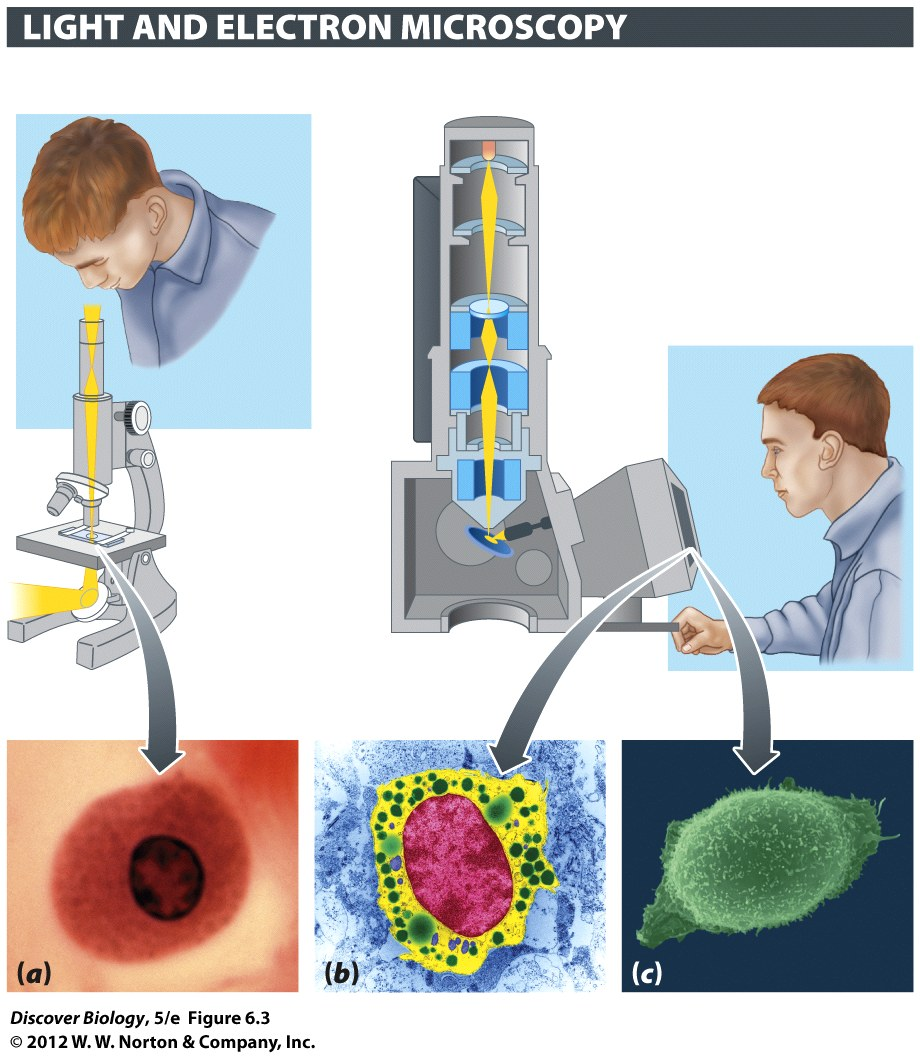 LIGHT AND ELECTRON MICROSCOPY
(a)
(b)
(c)
Discover Biology, 5/e Figure 6.3
© 2012 W. W. Norton & Company, Inc.